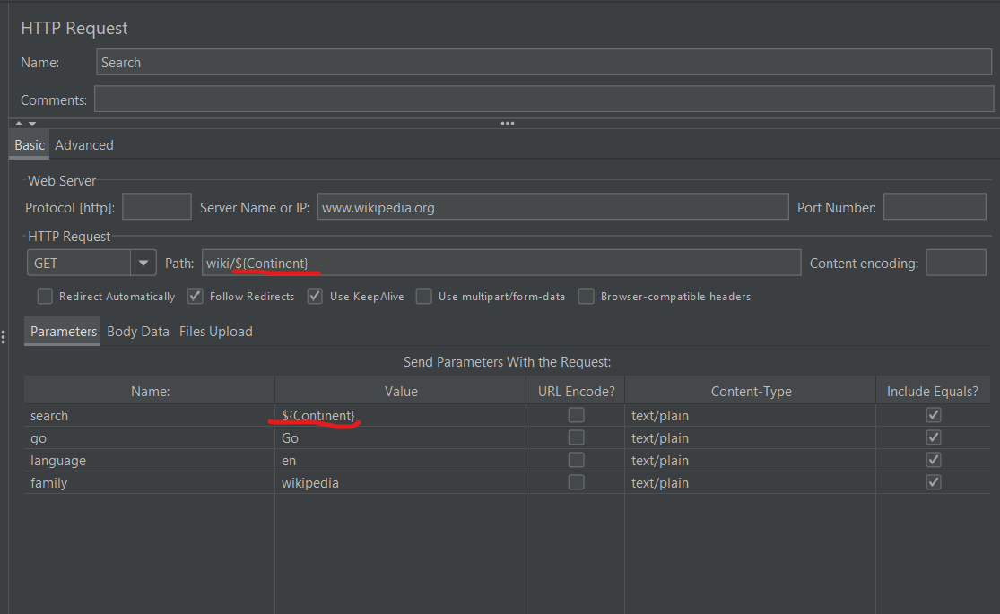 HTTP Request
Name: Search
Comments:
Basic Advanced
Web Server
Protocol [http]: Server Name or IP: www.wikipedia.org Port Number:
HTTP Request
GET Path: wiki/${Continent} Content encoding:
Redirect Automatically Follow Redirects Use KeepAlive Use multipart/form-data Browser-compatible headers
Parameters Body Data Files Upload
Send Parameters With the Request:
Name: Value URL Encode? Content-Type Include Equals?
search ${Continent} text/plain
go Go text/plain
language en text/plain
family wikipedia text/plain